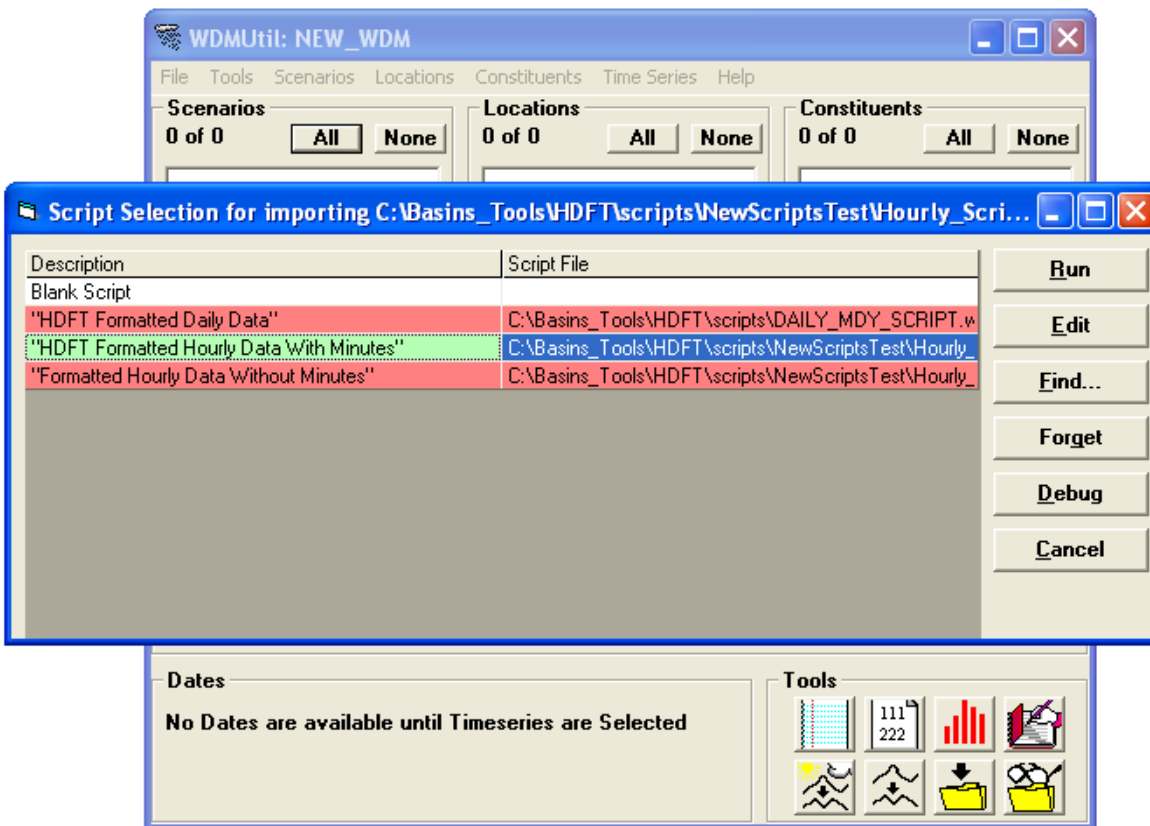 WDMUtil: NEW_WDM
File Tools Scenarios Locations Constituents Time Series Help
Scenarios Locations Constituents
0 of 0 All None 0 of 0 All None 0 of 0 All None
Script Selection for importing C:\Basins_Tools\HDFT\scripts\NewScriptsTest\Hourly_Scri...
Description Script File
Run
Blank Script
"HDFT Formatted Daily Data" C:\Basins_Tools\HDFT\scripts\DAILY_MDY_SCRIPT.w
Edit
"HDFT Formatted Hourly Data With Minutes" C:\Basins_Tools\HDFT\scripts\NewScriptsTest\Hourly_
"Formatted Hourly Data Without Minutes" C:\Basins_Tools\HDFT\scripts\NewScriptsTest\Hourly_
Find...
Forget
Debug
Cancel
Dates Tools
No Dates are available until Timeseries are Selected
111
222